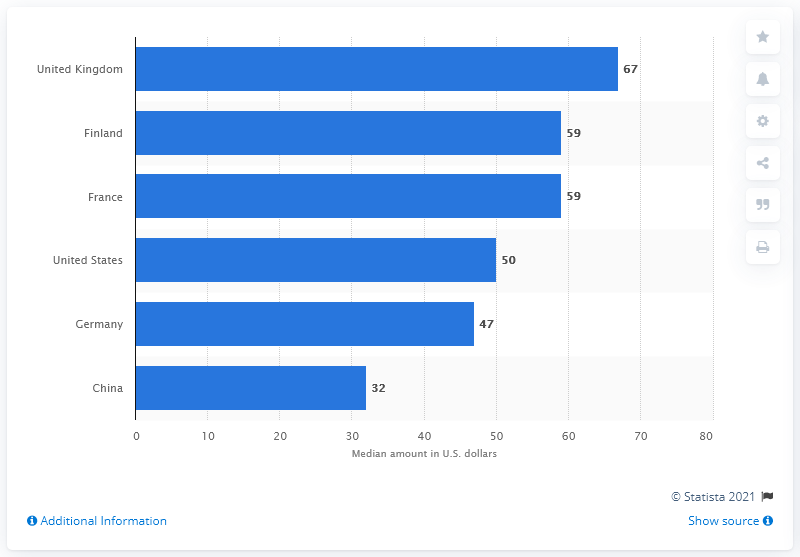 United Kingdom 67
Finland 59
France 59
United States 50
Germany 47
China 32
0 10 20 30 40 50 60 70 80
Median amount in U.S. dollars
© Statista 2021
Additional Information Show source